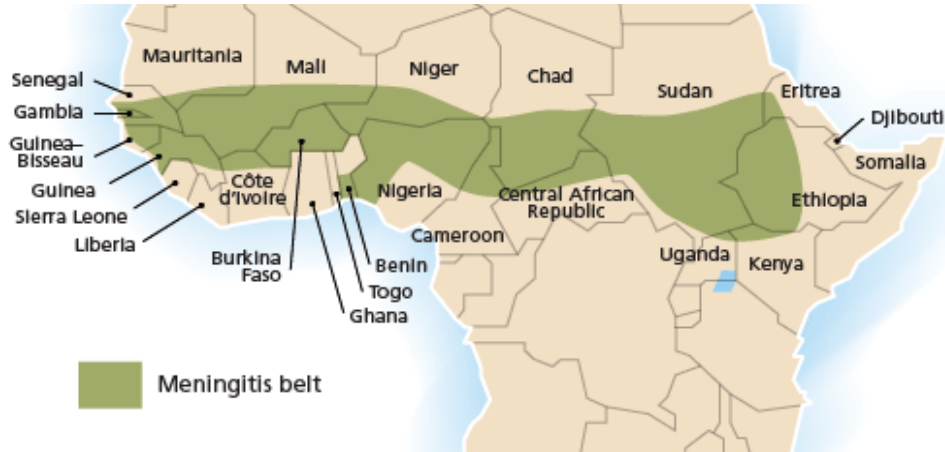 Mauritania
Mali
Niger
Chad
Sudan
Eritrea
Senegal
Gambia
Djibouti
Guinea–
Bissau
Somalia
Guinea
Côte
d'Ivoire
Nigeria
Central African
Republic
Ethiopia
Sierra Leone
Liberia
Cameroon
Uganda
Kenya
Burkina
Faso
Benin
Togo
Ghana
Meningitis belt